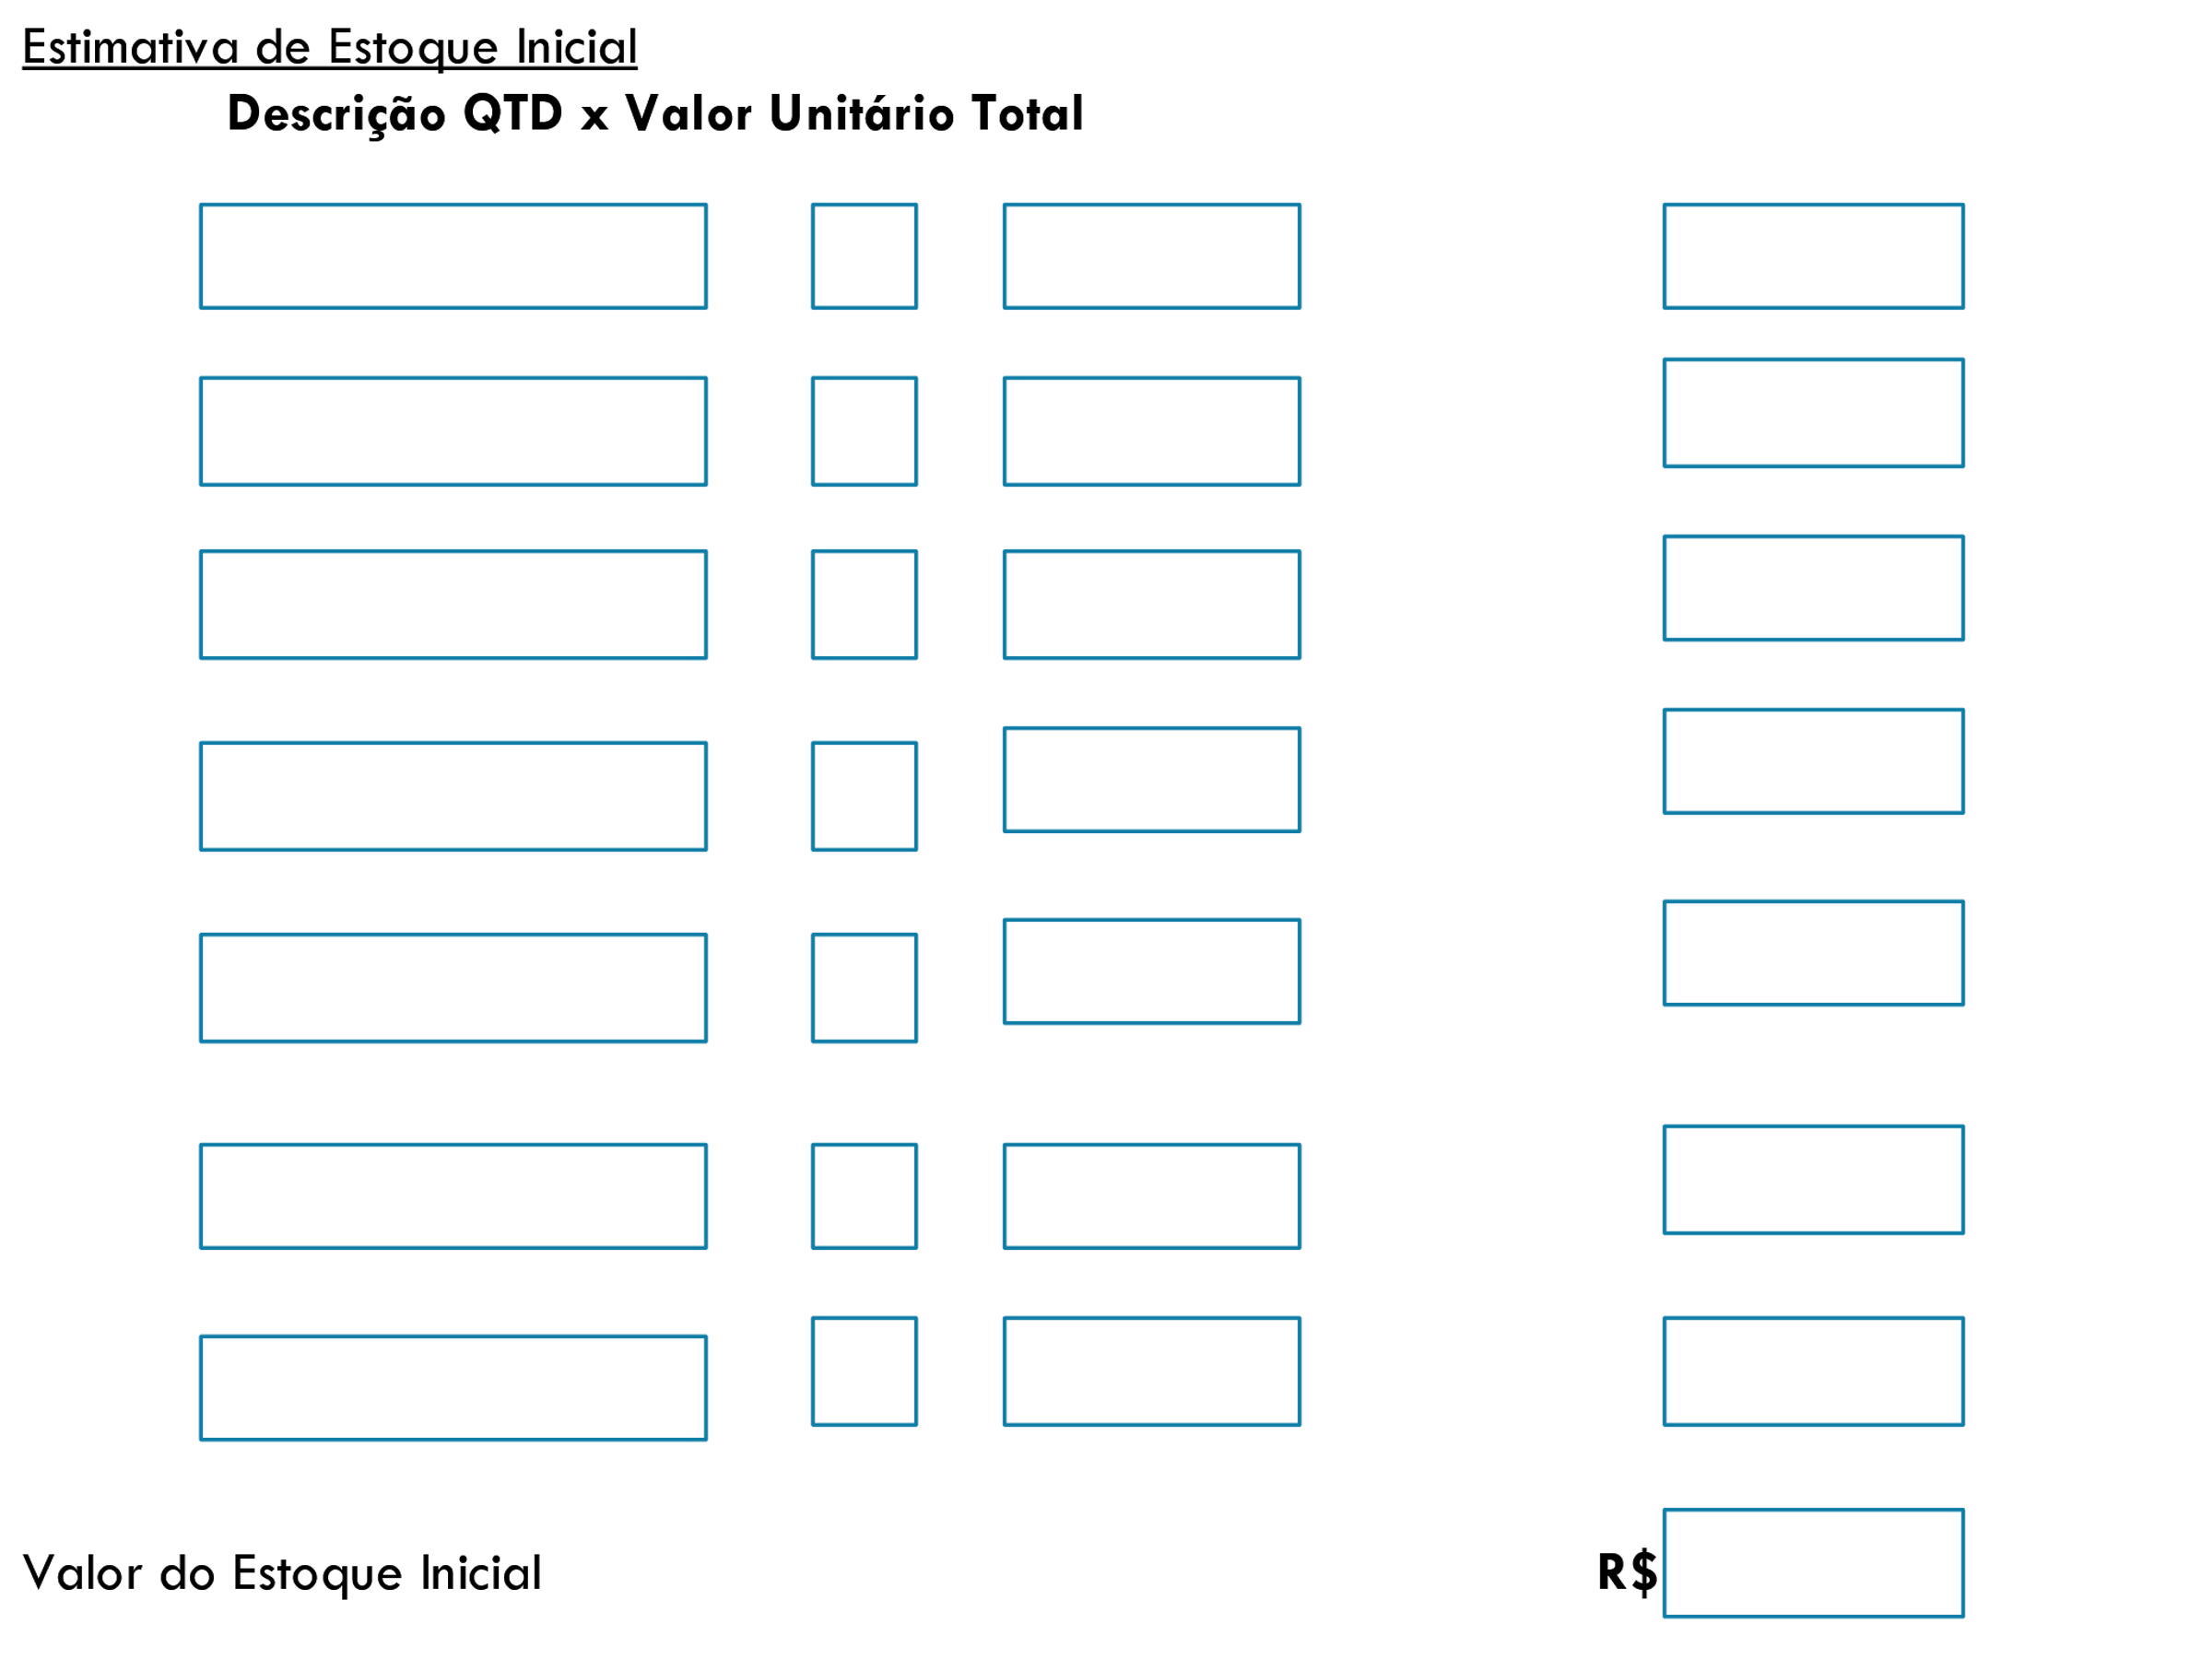 Estimativa de Estoque Inicial
Descrição QTD x Valor Unitário Total
Valor do Estoque Inicial R$